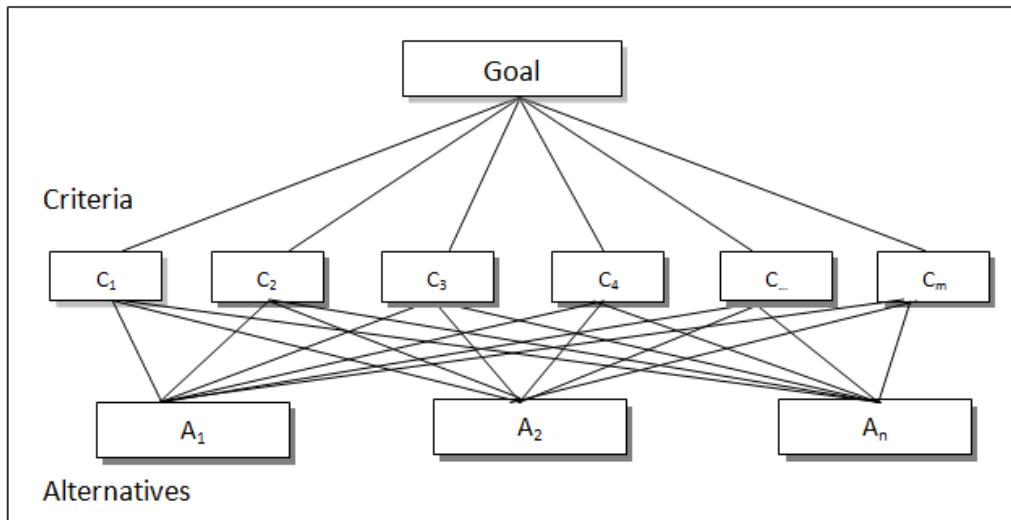 Goal
Criteria
C₁ C₂ C₃ C₄ C... Cₘ
A₁ A₂ Aₙ
Alternatives